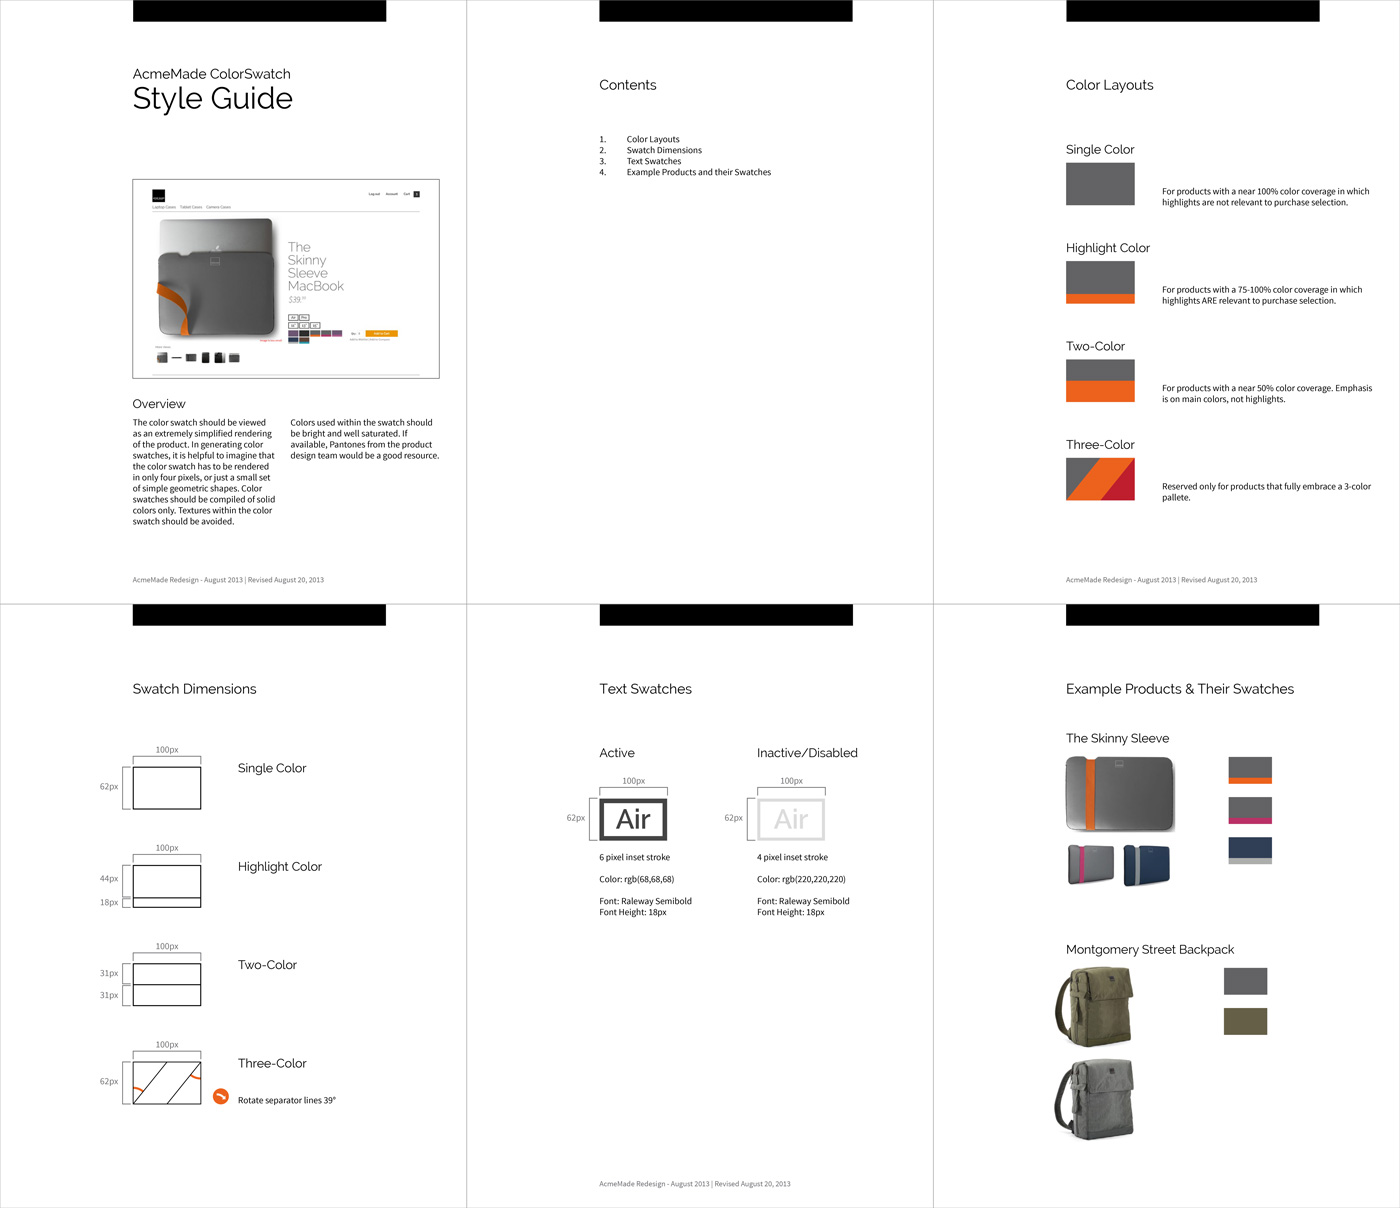 AcmeMade ColorSwatch
Style Guide
Log out Account Cart
Laptop Cases Tablet Cases Camera Cases
The
Skinny
Sleeve
MacBook
$39.
Air Pro
11" 13" 15"
Add to Cart
Overview
The color swatch should be viewed
as an extremely simplified rendering
of the product. In generating color
swatches, it is helpful to imagine that
the color swatch has to be rendered
in only four pixels, or just a small set
of simple geometric shapes. Color
swatches should be compiled of solid
colors only. Textures within the color
swatch should be avoided.
Colors used within the swatch should
be bright and well saturated. If
available, Pantones from the product
design team would be a good resource.
AcmeMade Redesign - August 2013 | Revised August 20, 2013
Contents
1. Color Layouts
2. Swatch Dimensions
3. Text Swatches
4. Example Products and their Swatches
Color Layouts
Single Color
For products with a near 100% color coverage in which
highlights are not relevant to purchase selection.
Highlight Color
For products with a 75-100% color coverage in which
highlights ARE relevant to purchase selection.
Two-Color
For products with a near 50% color coverage. Emphasis
is on main colors, not highlights.
Three-Color
Reserved only for products that fully embrace a 3-color
pallete.
AcmeMade Redesign - August 2013 | Revised August 20, 2013
Swatch Dimensions
100px
62px
Single Color
100px
44px
18px
Highlight Color
100px
31px
31px
Two-Color
100px
62px
Three-Color
Rotate separator lines 39°
Text Swatches
Active
100px
62px
Air
6 pixel inset stroke
Color: rgb(68,68,68)
Font: Raleway Semibold
Font Height: 18px
Inactive/Disabled
100px
62px
Air
4 pixel inset stroke
Color: rgb(220,220,220)
Font: Raleway Semibold
Font Height: 18px
AcmeMade Redesign - August 2013 | Revised August 20, 2013
Example Products & Their Swatches
The Skinny Sleeve
Montgomery Street Backpack